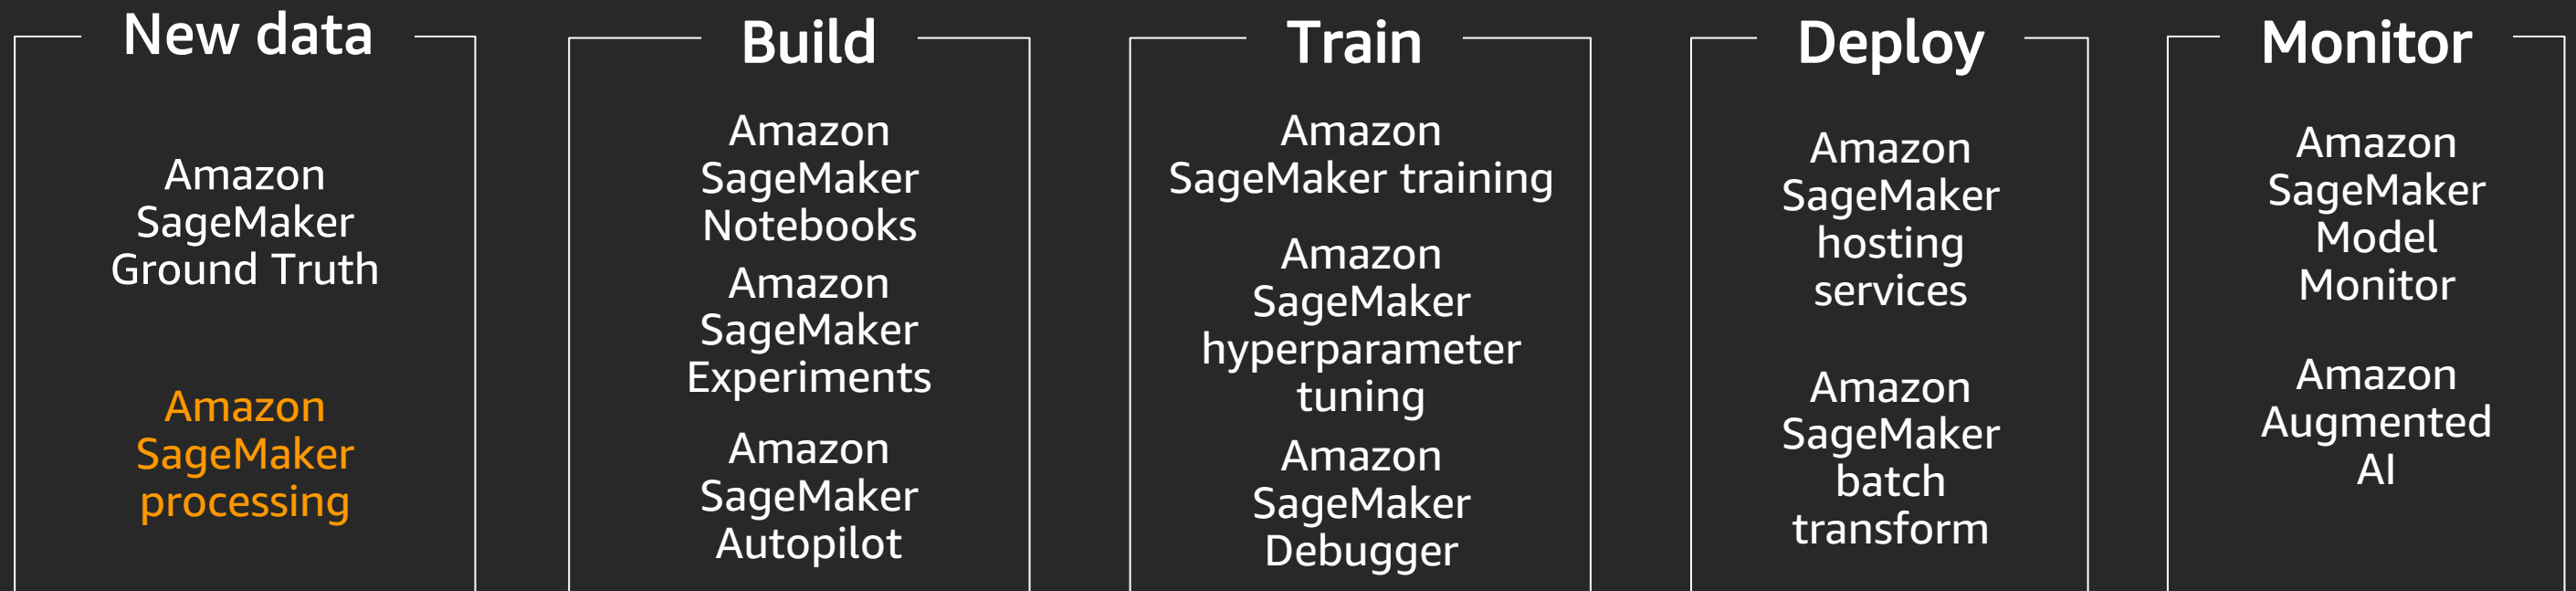 New data
Amazon
SageMaker
Ground Truth
Amazon
SageMaker
processing
Build
Amazon
SageMaker
Notebooks
Amazon
SageMaker
Experiments
Amazon
SageMaker
Autopilot
Train
Amazon
SageMaker training
Amazon
SageMaker
hyperparameter
tuning
Amazon
SageMaker
Debugger
Deploy
Amazon
SageMaker
hosting
services
Amazon
SageMaker
batch
transform
Monitor
Amazon
SageMaker
Model
Monitor
Amazon
Augmented
AI